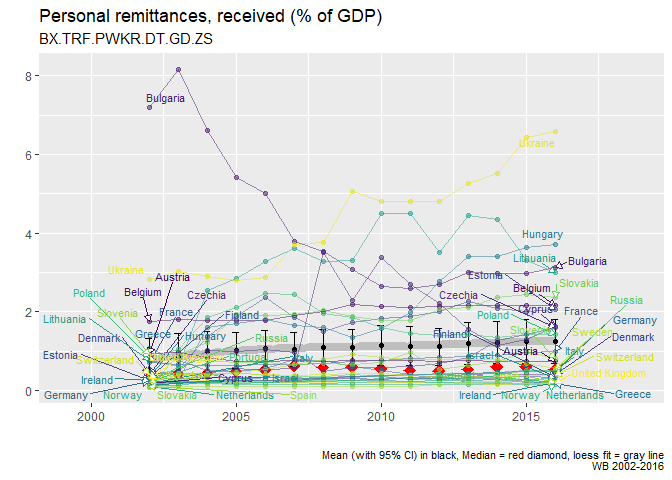 Personal remittances, received (% of GDP)
BX.TRF.PWKR.DT.GD.ZS
8
Bulgaria
6
Ukraine
4
Hungary
Lithuania
Bulgaria
Ukraine
Austria
Estonia
Slovakia
Poland
Belgium
Czechia
Czechia
Belgium
Russia
2
Slovenia
France
Finland
Poland
Cyprus
France
Lithuania
Germany
Denmark
Greece
Hungary
Russia
Finland
Slovenia
Sweden
Denmark
Estonia
Switzerland
Portugal
Italy
Israel
Austria
Italy
Switzerland
Ireland
Cyprus
Israel
United Kingdom
0
Germany
Norway
Slovakia
Netherlands
Spain
Ireland
Norway
Netherlands
Greece
2000
2005
2010
2015
Mean (with 95% CI) in black, Median = red diamond, loess fit = gray line
WB 2002-2016